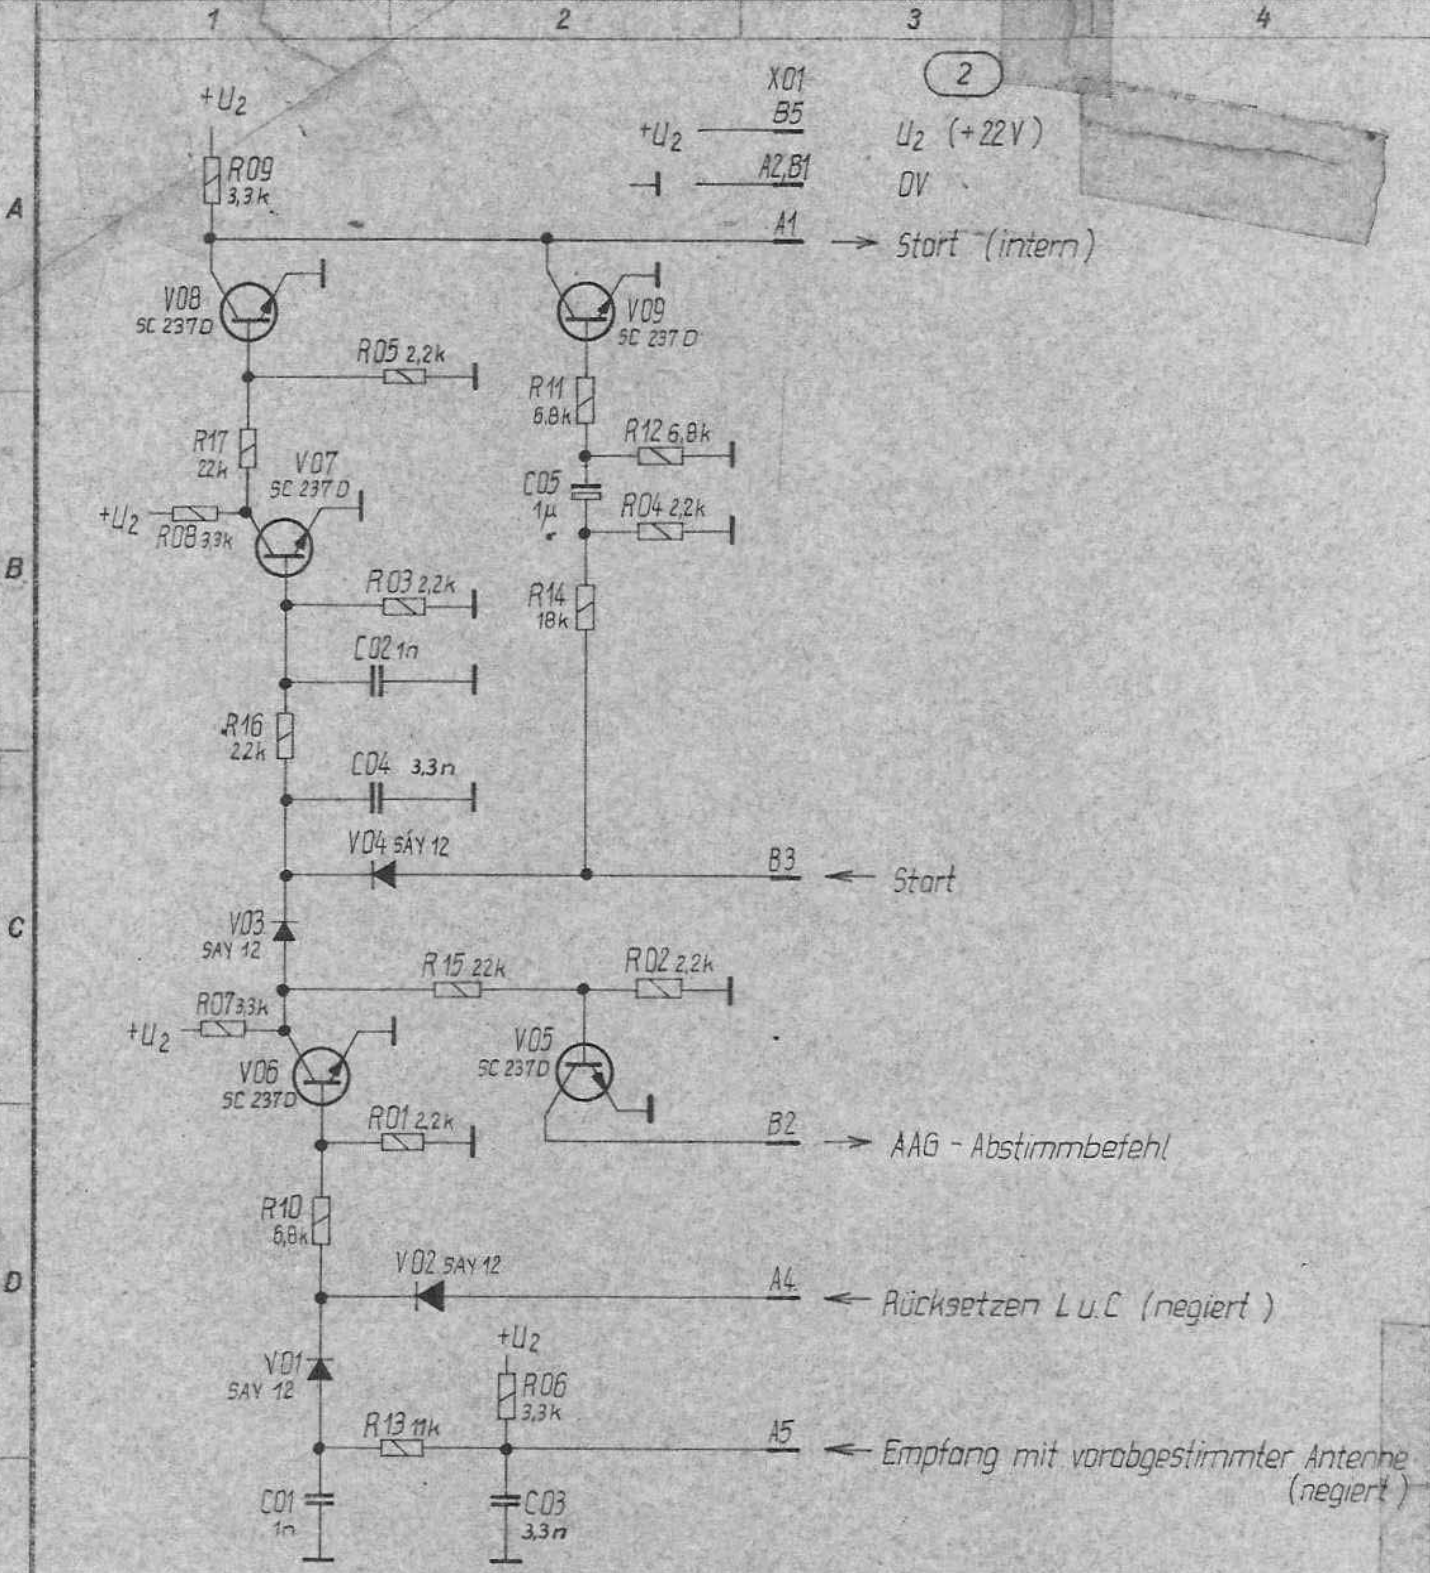 1 2 3 4
X01
2
+U2
B5
+U2
U2 (+22V)
R09
3,3k
A2,B1
0V
A
A1
Start (intern)
V08
SC 237D
V09
SC 237D
R05 2,2k
R11
6,8k
R17
22k
R12 6,8k
V07
SC 237D
C05
1µ
R04 2,2k
+U2
R08 3,3k
B
R03 2,2k
R14
18k
C02 1n
R16
22k
C04 3,3n
V04 SAY 12
B3
Start
C
V03
SAY 12
R15 22k
R02 2,2k
R07 3,3k
+U2
V05
SC 237D
V06
SC 237D
R01 2,2k
B2
AAG - Abstimmbefehl
R10
6,8k
V02 SAY 12
D
A4
Rücksetzen L u. C (negiert)
+U2
V01
SAY 12
R06
3,3k
R13 11k
A5
Empfang mit vorabgestimmter Antenne
(negiert)
C01
1n
C03
3,3n